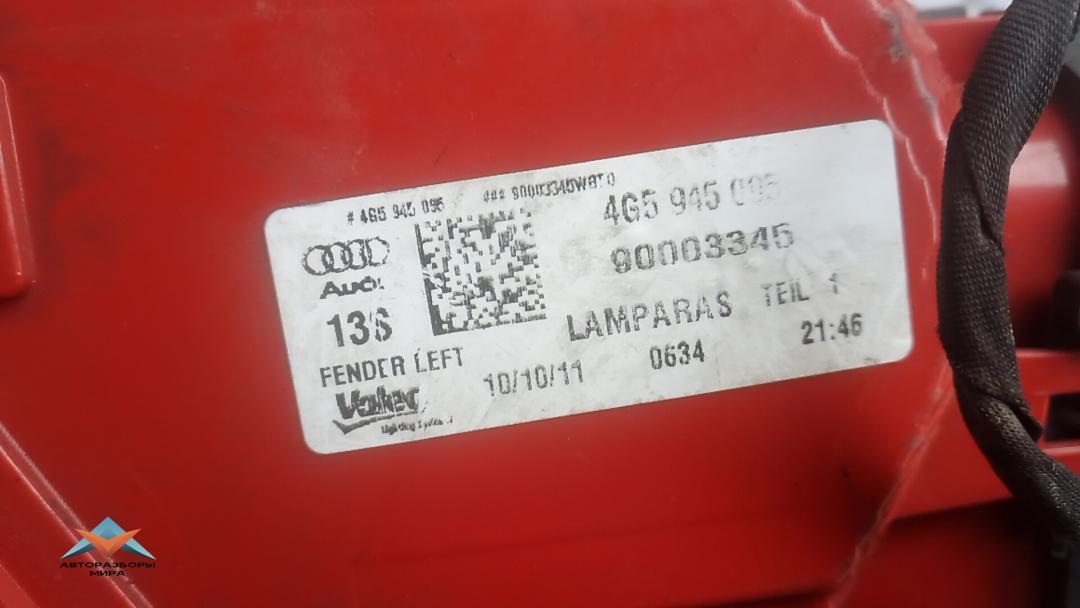 # 4G5 945 095 ### 90003345WBT0
4G5 945 095
90003345
Audi
13S
LAMPARAS TEIL 1
FENDER LEFT
10/10/11 0634 21:46
Valeo
АВТОРАЗБОРЫ
МИРА